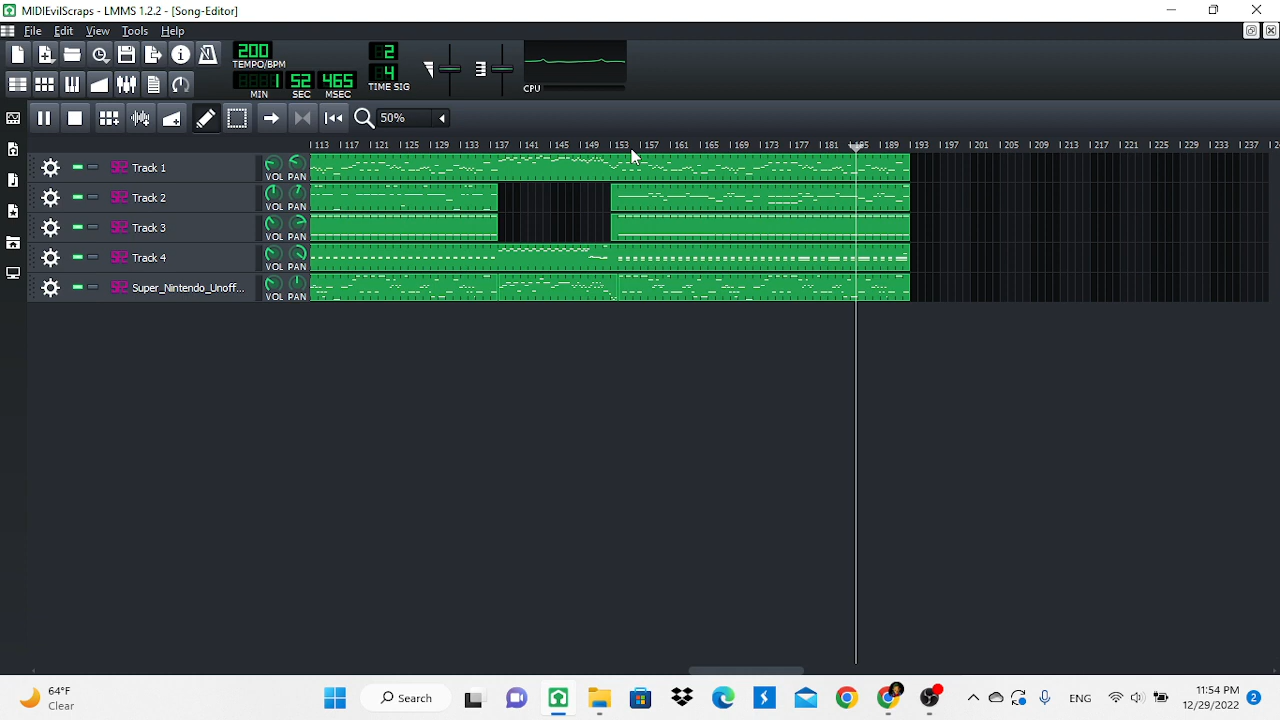 MIDIEvilScraps - LMMS 1.2.2 - [Song-Editor]
File Edit View Tools Help
200
TEMPO/BPM
1 52 465
MIN SEC MSEC
2
4
TIME SIG
CPU
50%
113 117 121 125 129 133 137 141 145 149 153 157 161 165 169 173 177 181 185 189 193 197 201 205 209 213 217 221 225 229 233 237
Track 1 VOL PAN
Track 2 VOL PAN
Track 3 VOL PAN
Track 4 VOL PAN
Super_Nintendo_Unoff... VOL PAN
64°F
Clear
Search
ENG
11:54 PM
12/29/2022
2